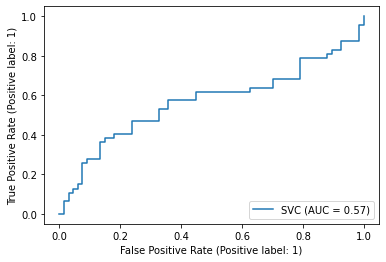 True Positive Rate (Positive label: 1)
1.0
0.8
0.6
0.4
0.2
0.0
SVC (AUC = 0.57)
0.0 0.2 0.4 0.6 0.8 1.0
False Positive Rate (Positive label: 1)